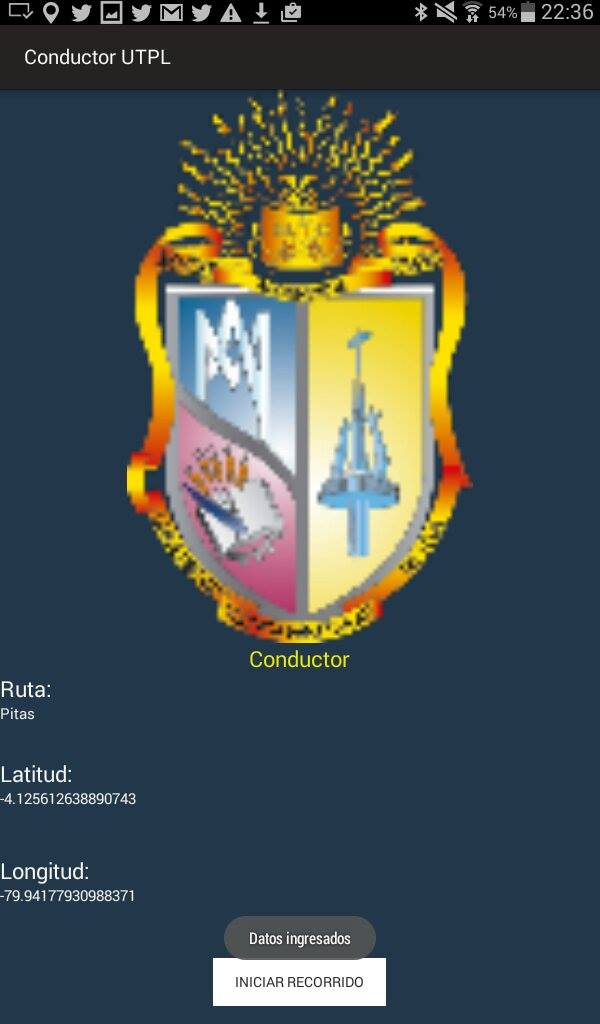 54% 22:36
Conductor UTPL
Conductor
Ruta:
Pitas
Latitud:
-4.125612638890743
Longitud:
-79.94177930988371
Datos ingresados
INICIAR RECORRIDO